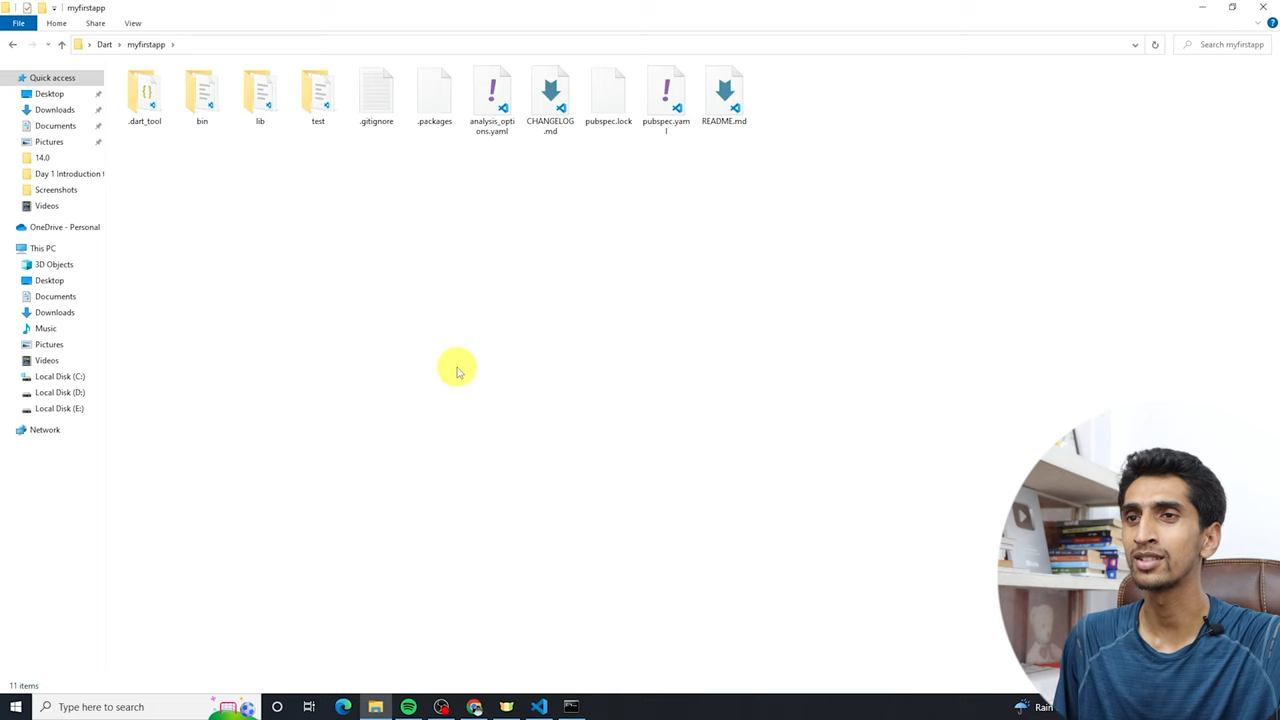 myfirstapp
File
Home
Share
View
Dart
myfirstapp
Search myfirstapp
Quick access
Desktop
Downloads
Documents
Pictures
14.0
Day 1 Introduction t
Screenshots
Videos
OneDrive - Personal
This PC
3D Objects
Desktop
Documents
Downloads
Music
Pictures
Videos
Local Disk (C:)
Local Disk (D:)
Local Disk (E:)
Network
.dart_tool
bin
lib
test
.gitignore
.packages
analysis_opti
ons.yaml
CHANGELOG
.md
pubspec.lock
pubspec.yam
l
README.md
11 items
Type here to search
Rain